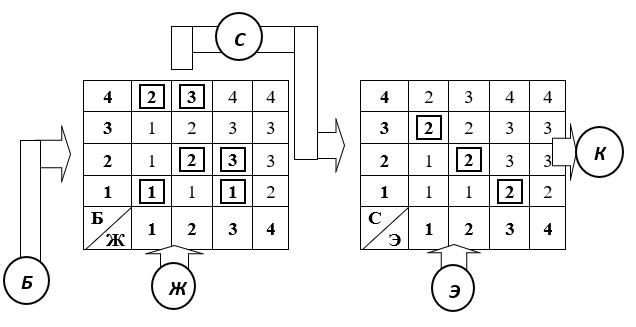 С
4 2 3 4 4
3 1 2 3 3
2 1 2 3 3
1 1 1 1 2
Б Ж 1 2 3 4
4 2 3 4 4
3 2 2 3 3
2 1 2 3 3
1 1 1 2 2
С Э 1 2 3 4
К
Б
Ж
Э